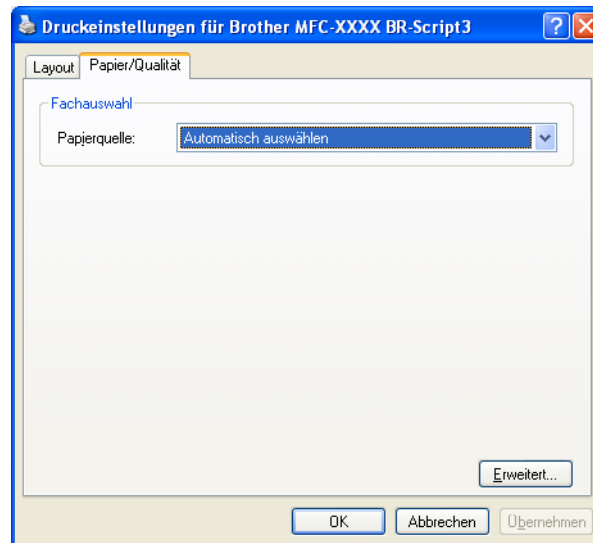 Druckeinstellungen für Brother MFC-XXXX BR-Script3
Layout Papier/Qualität
Fachauswahl
Papierquelle: Automatisch auswählen
Erweitert...
OK Abbrechen Übernehmen